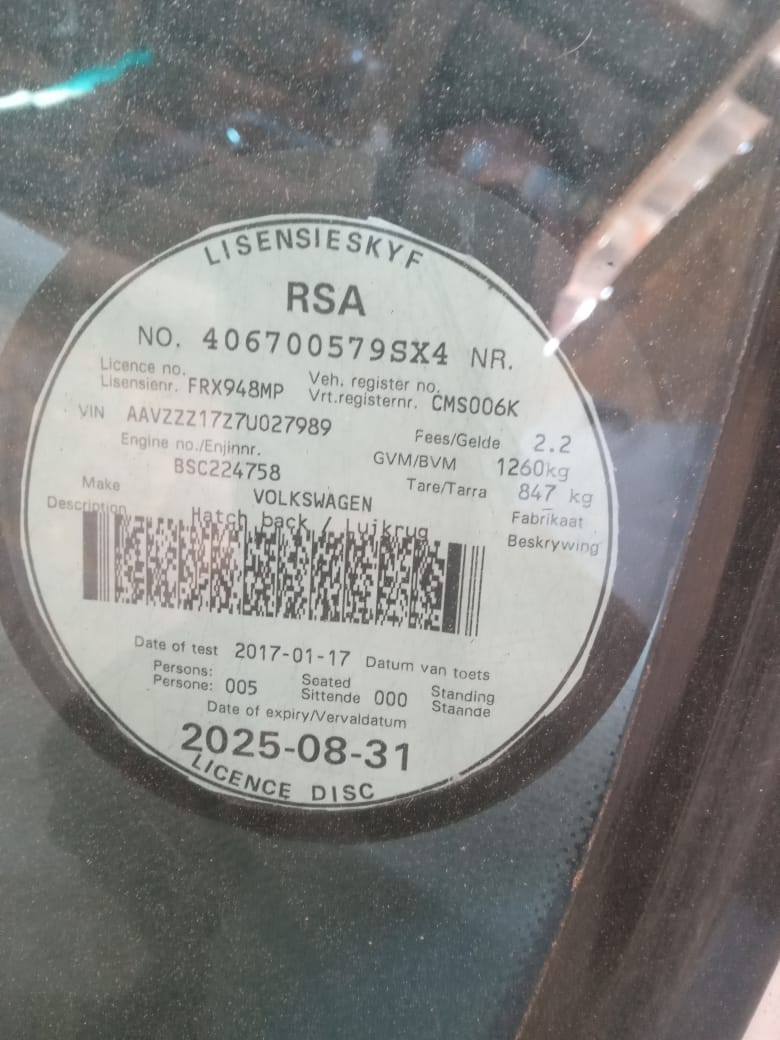 LISENSIESKYF
RSA
NO. 406700579SX4 NR.
Licence no. Veh. register no.
Lisensienr. FRX948MP Vrt.registernr. CMS006K
VIN AAVZZZ17Z7U027989 Fees/Gelde 2.2
Engine no./Enjinnr. GVM/BVM 1260kg
BSC224758 Tare/Tarra 847 kg
Make VOLKSWAGEN Fabrikaat
Description Hatch back / Luikrug Beskrywing
Date of test 2017-01-17 Datum van toets
Persons: Seated Standing
Persone: 005 Sittende 000 Staande
Date of expiry/Vervaldatum
2025-08-31
LICENCE DISC